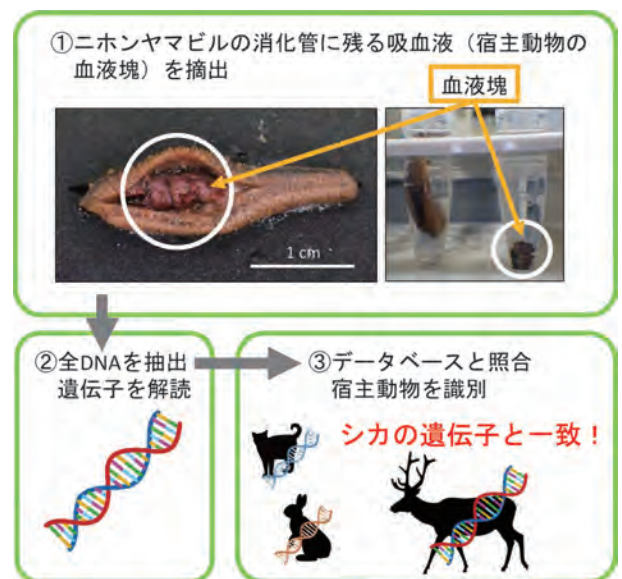 ①ニホンヤマビルの消化管に残る吸血液（宿主動物の
血液塊）を摘出
血液塊
1 cm
②全DNAを抽出
遺伝子を解読
③データベースと照合
宿主動物を識別
シカの遺伝子と一致！